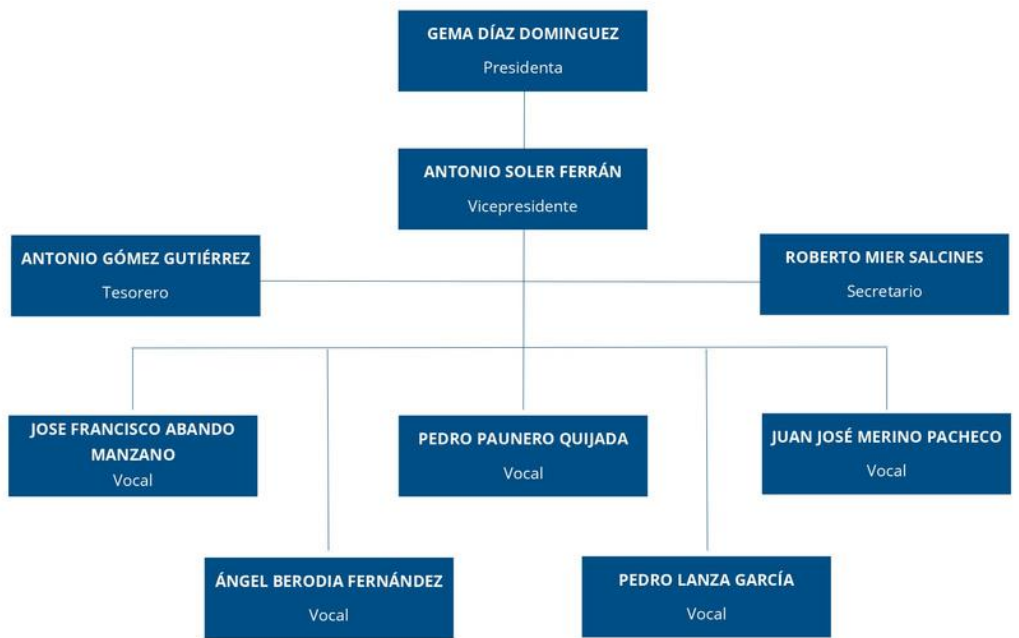 GEMA DÍAZ DOMINGUEZ
Presidenta
ANTONIO SOLER FERRÁN
Vicepresidente
ANTONIO GÓMEZ GUTIÉRREZ
Tesorero
ROBERTO MIER SALCINES
Secretario
JOSE FRANCISCO ABANDO
MANZANO
Vocal
PEDRO PAUNERO QUIJADA
Vocal
JUAN JOSÉ MERINO PACHECO
Vocal
ÁNGEL BERODIA FERNÁNDEZ
Vocal
PEDRO LANZA GARCÍA
Vocal